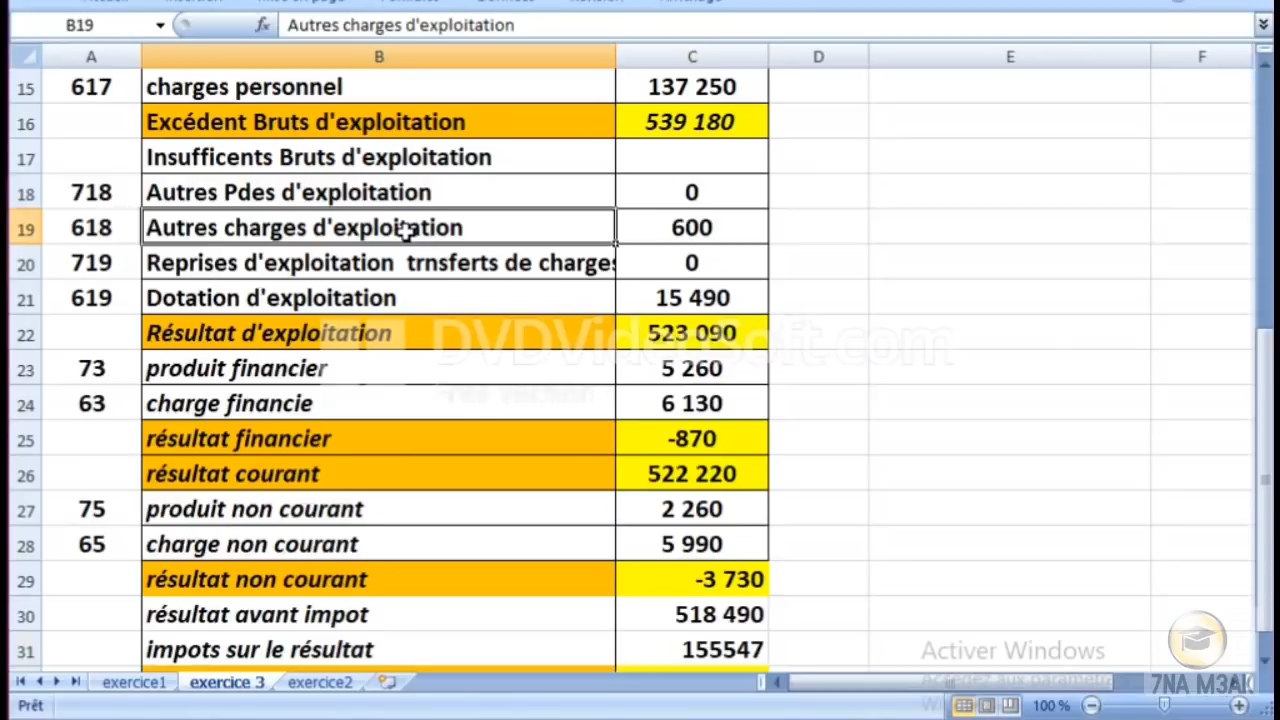 B19 fx Autres charges d'exploitation
A B C D E F
15 617 charges personnel 137 250
16 Excédent Bruts d'exploitation 539 180
17 Insufficents Bruts d'exploitation
18 718 Autres Pdes d'exploitation 0
19 618 Autres charges d'exploitation 600
20 719 Reprises d'exploitation trnsferts de charges 0
21 619 Dotation d'exploitation 15 490
22 Résultat d'exploitation 523 090
DVDVideoSoft.com
23 73 produit financier 5 260
24 63 charge financie 6 130
25 résultat financier -870
26 résultat courant 522 220
27 75 produit non courant 2 260
28 65 charge non courant 5 990
29 résultat non courant -3 730
30 résultat avant impot 518 490
31 impots sur le résultat 155547
Activer Windows
7NA M3AK
exercice1 exercice 3 exercice2
Prêt 100 %